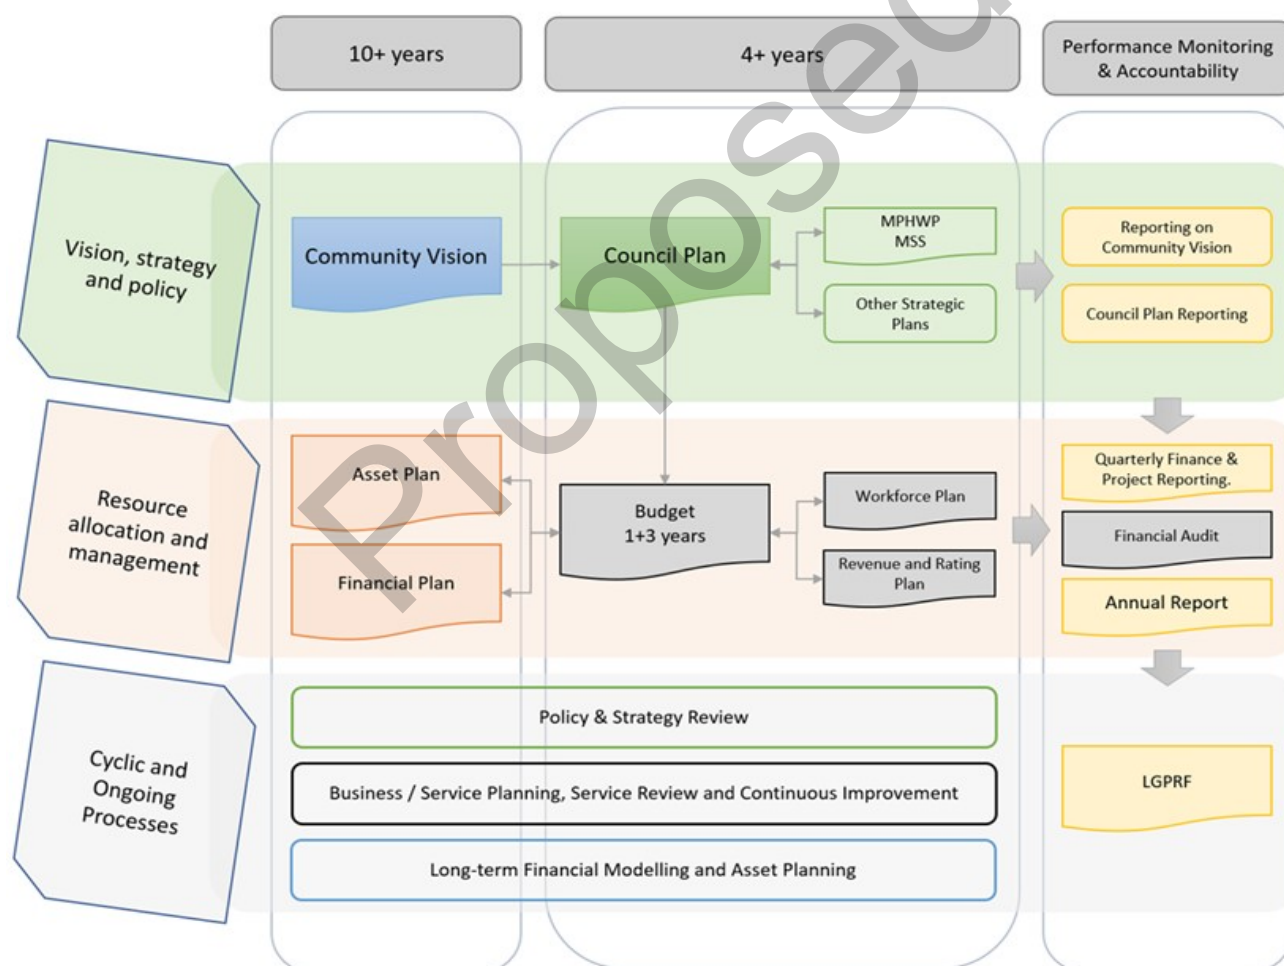 10+ years
4+ years
Performance Monitoring
& Accountability
Vision, strategy
and policy
Community Vision
Council Plan
MPHWP
MSS
Other Strategic
Plans
Reporting on
Community Vision
Council Plan Reporting
Resource
allocation and
management
Asset Plan
Financial Plan
Budget
1+3 years
Workforce Plan
Revenue and Rating
Plan
Quarterly Finance &
Project Reporting.
Financial Audit
Annual Report
Cyclic and
Ongoing
Processes
Policy & Strategy Review
Business / Service Planning, Service Review and Continuous Improvement
Long-term Financial Modelling and Asset Planning
LGPRF
Proposed